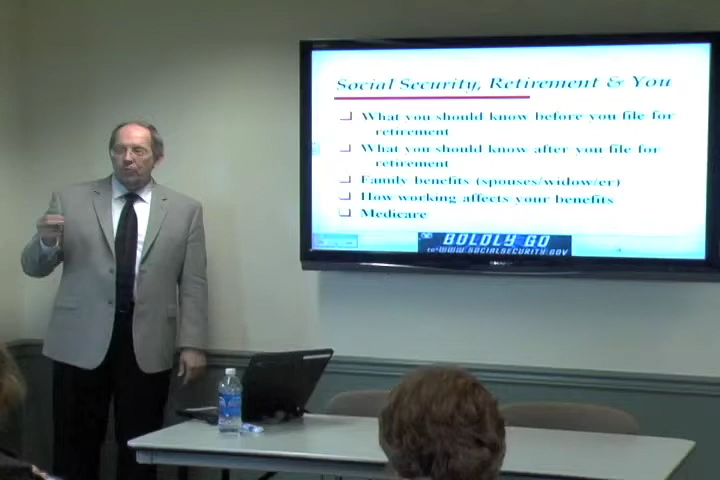 Social Security, Retirement & You
What you should know before you file for
retirement
What you should know after you file for
retirement
Family benefits (spouses/widow/er)
How working affects your benefits
Medicare
BOLDLY GO
to WWW.SOCIALSECURITY.GOV